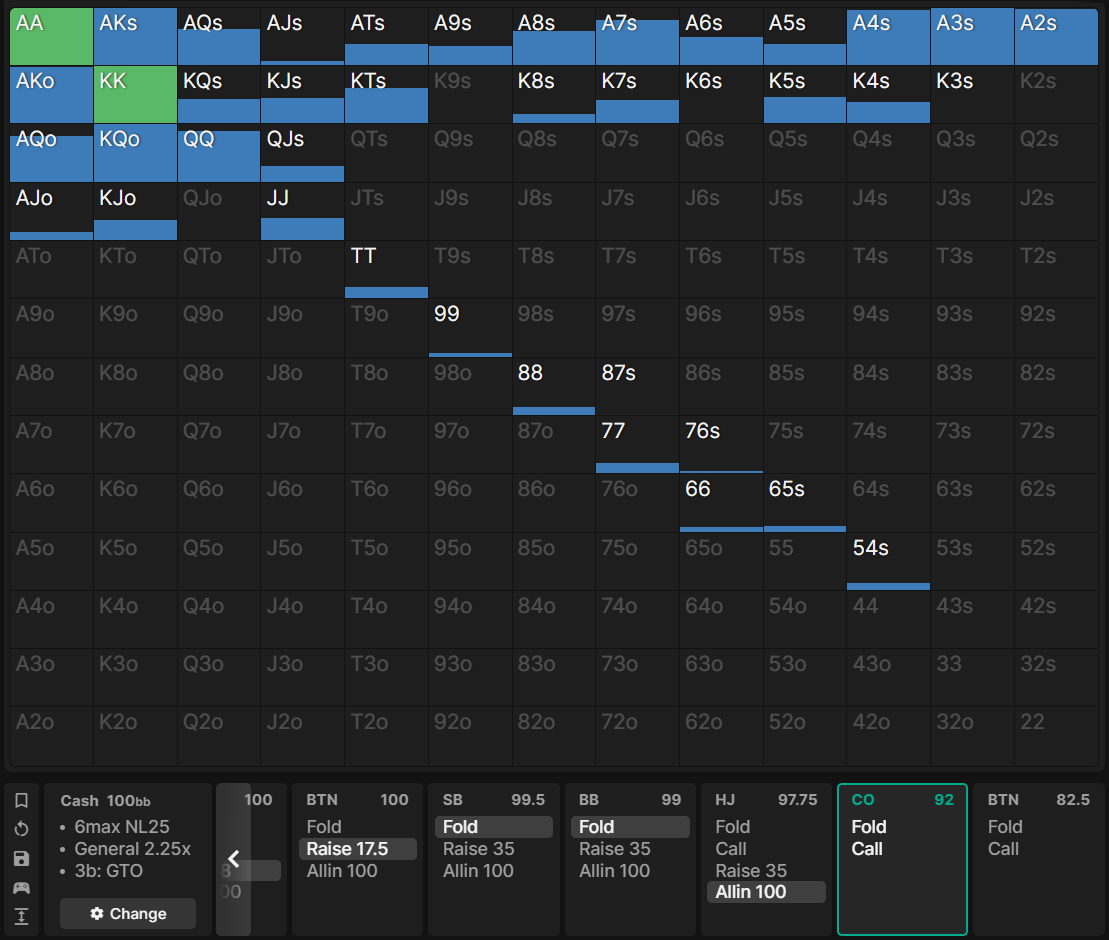 AA AKs AQs AJs ATs A9s A8s A7s A6s A5s A4s A3s A2s
AKo KK KQs KJs KTs K9s K8s K7s K6s K5s K4s K3s K2s
AQo KQo QQ QJs QTs Q9s Q8s Q7s Q6s Q5s Q4s Q3s Q2s
AJo KJo QJo JJ JTs J9s J8s J7s J6s J5s J4s J3s J2s
ATo KTo QTo JTo TT T9s T8s T7s T6s T5s T4s T3s T2s
A9o K9o Q9o J9o T9o 99 98s 97s 96s 95s 94s 93s 92s
A8o K8o Q8o J8o T8o 98o 88 87s 86s 85s 84s 83s 82s
A7o K7o Q7o J7o T7o 97o 87o 77 76s 75s 74s 73s 72s
A6o K6o Q6o J6o T6o 96o 86o 76o 66 65s 64s 63s 62s
A5o K5o Q5o J5o T5o 95o 85o 75o 65o 55 54s 53s 52s
A4o K4o Q4o J4o T4o 94o 84o 74o 64o 54o 44 43s 42s
A3o K3o Q3o J3o T3o 93o 83o 73o 63o 53o 43o 33 32s
A2o K2o Q2o J2o T2o 92o 82o 72o 62o 52o 42o 32o 22
Cash 100bb
• 6max NL25
• General 2.25x
• 3b: GTO
Change
100
8
00
BTN 100
Fold
Raise 17.5
Allin 100
SB 99.5
Fold
Raise 35
Allin 100
BB 99
Fold
Raise 35
Allin 100
HJ 97.75
Fold
Call
Raise 35
Allin 100
CO 92
Fold
Call
BTN 82.5
Fold
Call